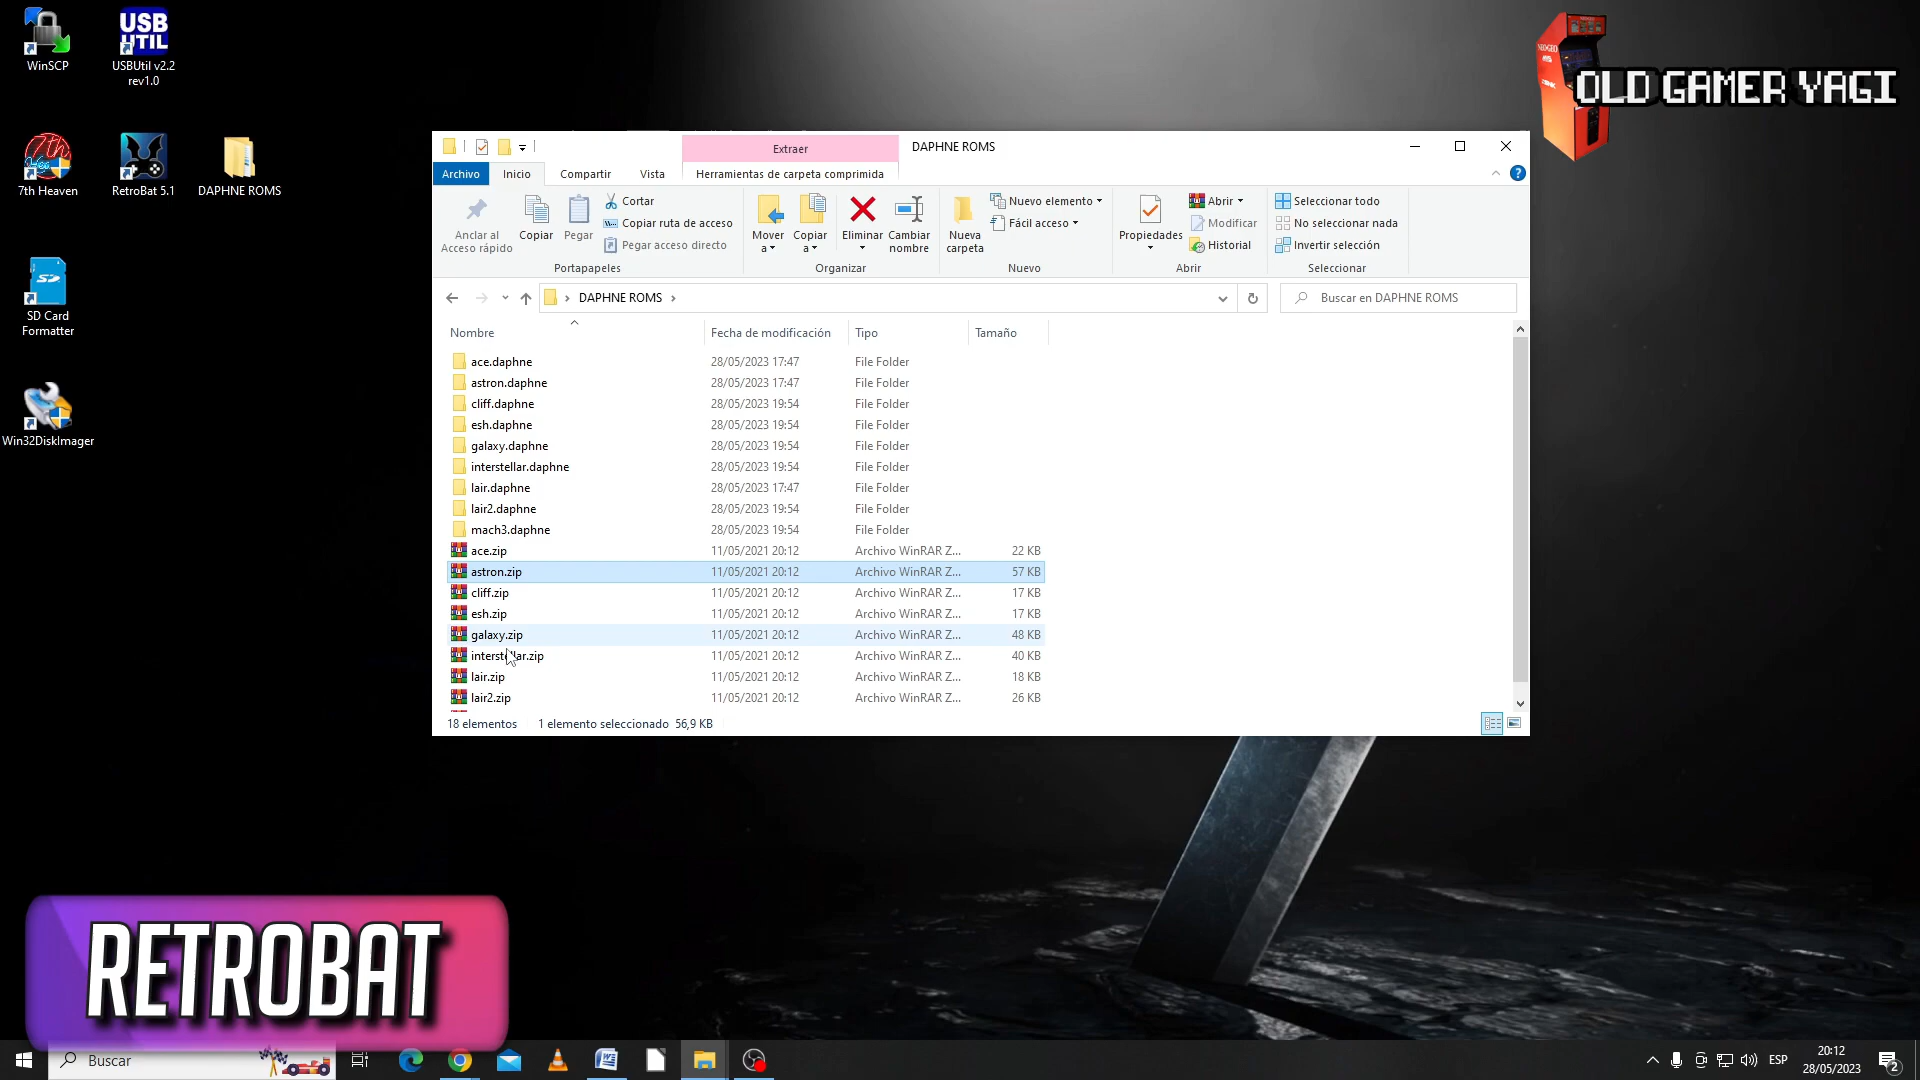 WinSCP
USB
UTIL
USBUtil v2.2
rev1.0
7th Heaven
RetroBat 5.1
DAPHNE ROMS
SD Card
Formatter
Win32DiskImager
OLD GAMER YAGI
Extraer
DAPHNE ROMS
Archivo
Inicio
Compartir
Vista
Herramientas de carpeta comprimida
Anclar al
Acceso rápido
Copiar
Pegar
Cortar
Copiar ruta de acceso
Pegar acceso directo
Portapapeles
Mover
a
Copiar
a
Eliminar
Cambiar
nombre
Organizar
Nueva
carpeta
Nuevo elemento
Fácil acceso
Nuevo
Propiedades
Abrir
Modificar
Historial
Abrir
Seleccionar todo
No seleccionar nada
Invertir selección
Seleccionar
DAPHNE ROMS
Buscar en DAPHNE ROMS
Nombre Fecha de modificación Tipo Tamaño
ace.daphne 28/05/2023 17:47 File Folder
astron.daphne 28/05/2023 17:47 File Folder
cliff.daphne 28/05/2023 19:54 File Folder
esh.daphne 28/05/2023 19:54 File Folder
galaxy.daphne 28/05/2023 19:54 File Folder
interstellar.daphne 28/05/2023 19:54 File Folder
lair.daphne 28/05/2023 17:47 File Folder
lair2.daphne 28/05/2023 19:54 File Folder
mach3.daphne 28/05/2023 19:54 File Folder
ace.zip 11/05/2021 20:12 Archivo WinRAR Z... 22 KB
astron.zip 11/05/2021 20:12 Archivo WinRAR Z... 57 KB
cliff.zip 11/05/2021 20:12 Archivo WinRAR Z... 17 KB
esh.zip 11/05/2021 20:12 Archivo WinRAR Z... 17 KB
galaxy.zip 11/05/2021 20:12 Archivo WinRAR Z... 48 KB
interstellar.zip 11/05/2021 20:12 Archivo WinRAR Z... 40 KB
lair.zip 11/05/2021 20:12 Archivo WinRAR Z... 18 KB
lair2.zip 11/05/2021 20:12 Archivo WinRAR Z... 26 KB
18 elementos 1 elemento seleccionado 56,9 KB
RETROBAT
Buscar
ESP
20:12
28/05/2023
2